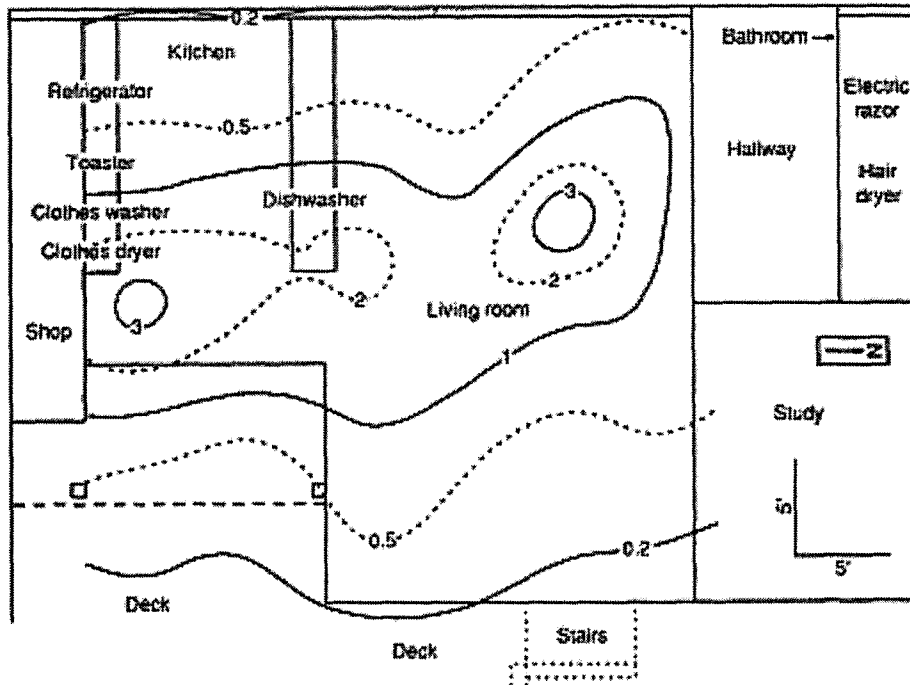 0.2
Kitchen
Bathroom
Refrigerator
Electric
razor
0.5
Toaster
Hallway
Hair
dryer
Clothes washer
Dishwasher
3
Clothes dryer
2
2
3
Living room
Shop
1
N
Study
5'
0.5
0.2
5'
Deck
Stairs
Deck